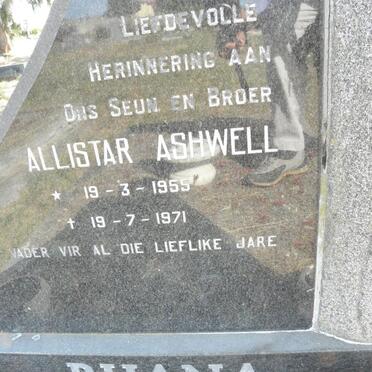 LIEFDEVOLLE
HERINNERING AAN
ONS SEUN EN BROER
ALLISTAR ASHWELL
* 19-3-1955
† 19-7-1971
VADER VIR AL DIE LIEFLIKE JARE